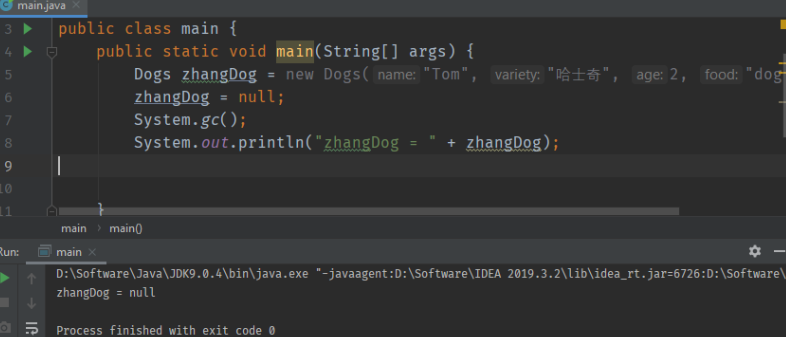 main.java
3 public class main {
4 public static void main(String[] args) {
5 Dogs zhangDog = new Dogs( name: "Tom", variety: "哈士奇", age: 2, food: "dog
6 zhangDog = null;
7 System.gc();
8 System.out.println("zhangDog = " + zhangDog);
9
10
11 }
main › main()
Run: main
D:\Software\Java\JDK9.0.4\bin\java.exe "-javaagent:D:\Software\IDEA 2019.3.2\lib\idea_rt.jar=6726:D:\Software\
zhangDog = null
Process finished with exit code 0